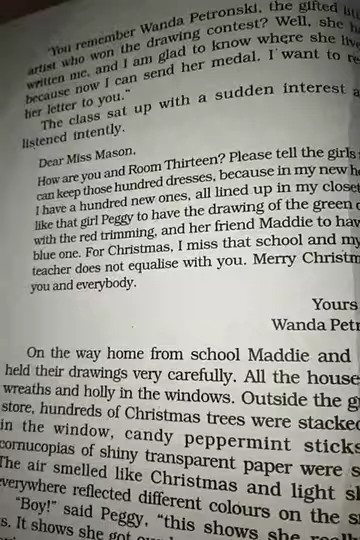 "You remember Wanda Petronski, the gifted
artist who won the drawing contest? Well, she
written me, and I am glad to know where she
because now I can send her medal. I want to
her letter to you."
The class sat up with a sudden interest
listened intently.
Dear Miss Mason,
How are you and Room Thirteen? Please tell the girls
can keep those hundred dresses, because in my new
I have a hundred new ones, all lined up in my closet
like that girl Peggy to have the drawing of the green
with the red trimming, and her friend Maddie to
blue one. For Christmas, I miss that school and my
teacher does not equalise with you. Merry
you and everybody.
Yours
Wanda
On the way home from school Maddie and
held their drawings very carefully. All the
wreaths and holly in the windows. Outside the
store, hundreds of Christmas trees were
in the window, candy peppermint sticks
cornucopias of shiny transparent paper were
The air smelled like Christmas and light
everywhere reflected different colours on the
"Boy!" said Peggy, "this shows she
It shows she got